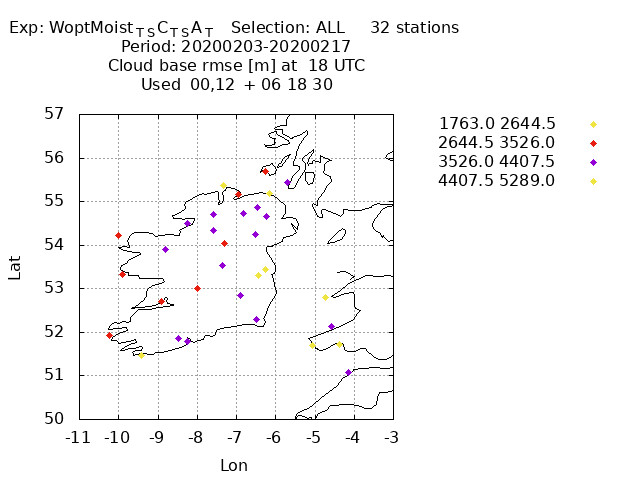 Exp: WoptMoist T S C T S A T Selection: ALL 32 stations
Period: 20200203-20200217
Cloud base rmse [m] at 18 UTC
Used 00,12 + 06 18 30
1763.0 2644.5
2644.5 3526.0
3526.0 4407.5
4407.5 5289.0
57
56
55
54
53
52
51
50
Lat
-11 -10 -9 -8 -7 -6 -5 -4 -3
Lon